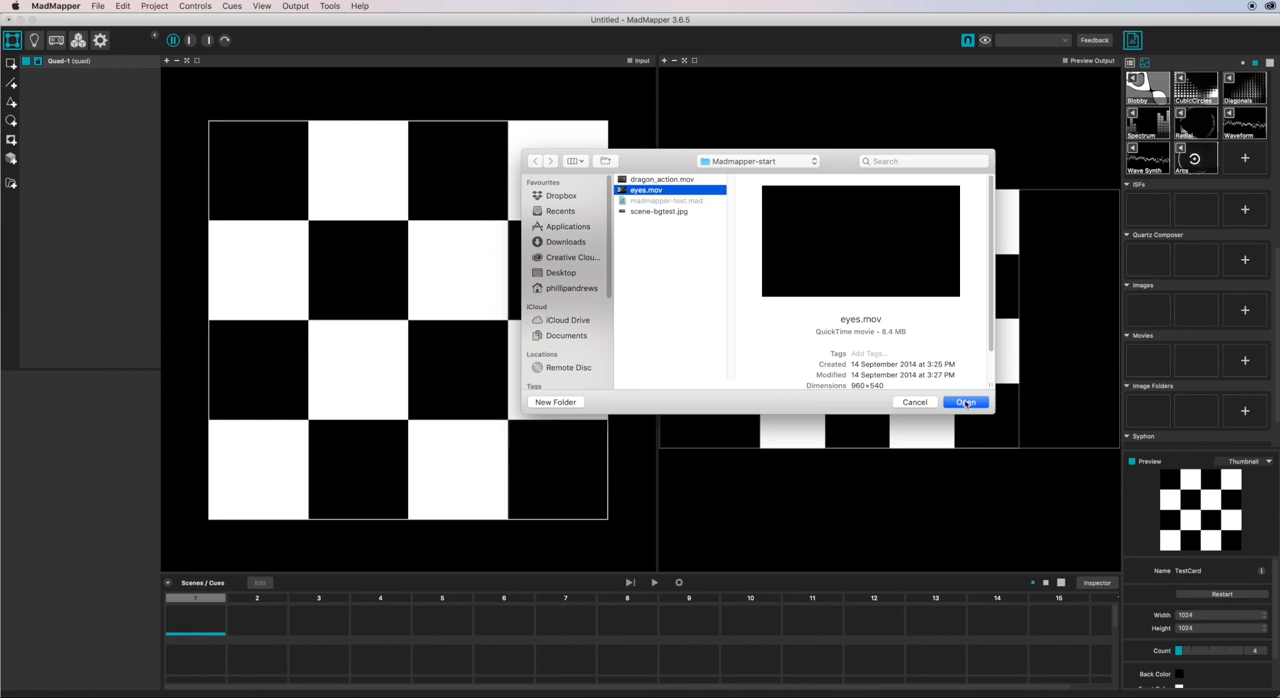 MadMapper File Edit Project Controls Cues View Output Tools Help
Untitled - MadMapper 3.6.5
Feedback
Quad-1 (quad)
Input
Preview Output
Madmapper-start
Search
Favourites
Dropbox
Recents
Applications
Downloads
Creative Clou...
Desktop
phillipandrews
iCloud
iCloud Drive
Documents
Locations
Remote Disc
Tags
dragon_action.mov
eyes.mov
madmapper-test.mad
scene-bgtest.jpg
eyes.mov
QuickTime movie - 8.4 MB
Tags Add Tags...
Created 14 September 2014 at 3:25 PM
Modified 14 September 2014 at 3:27 PM
Dimensions 960×540
New Folder
Cancel
Open
Blobby CubicCircles Diagonals
Spectrum Radial Waveform
Wave Synth Arcs
ISFs
Quartz Composer
Images
Movies
Image Folders
Syphon
Preview Thumbnail
Name TestCard
Restart
Width 1024
Height 1024
Count 4
Back Color
Scenes / Cues Edit
Inspector
1 2 3 4 5 6 7 8 9 10 11 12 13 14 15